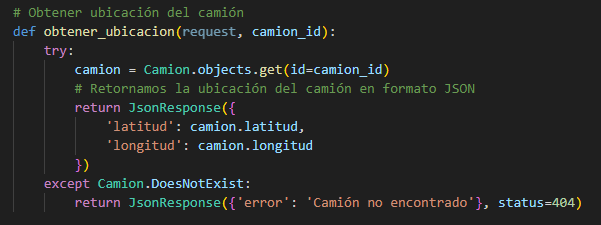 # Obtener ubicación del camión
def obtener_ubicacion(request, camion_id):
    try:
        camion = Camion.objects.get(id=camion_id)
        # Retornamos la ubicación del camión en formato JSON
        return JsonResponse({
            'latitud': camion.latitud,
            'longitud': camion.longitud
        })
    except Camion.DoesNotExist:
        return JsonResponse({'error': 'Camión no encontrado'}, status=404)